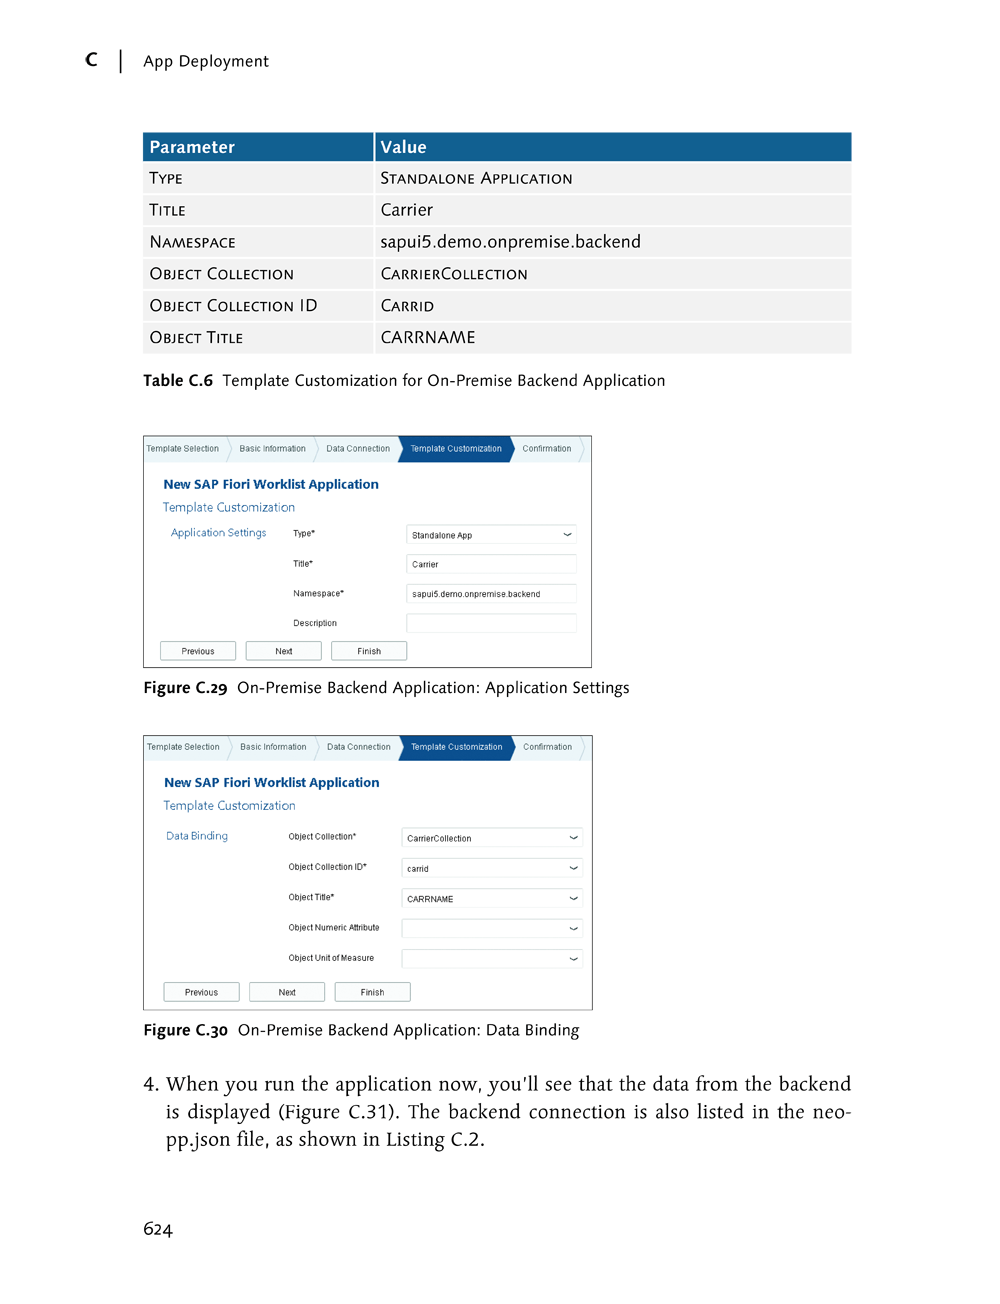 C | App Deployment
Parameter Value
Type Standalone Application
Title Carrier
Namespace sapui5.demo.onpremise.backend
Object Collection CarrierCollection
Object Collection ID Carrid
Object Title CARRNAME
Table C.6 Template Customization for On-Premise Backend Application
Template Selection Basic Information Data Connection Template Customization Confirmation
New SAP Fiori Worklist Application
Template Customization
Application Settings Type* Standalone App
Title* Carrier
Namespace* sapui5.demo.onpremise.backend
Description
Previous Next Finish
Figure C.29 On-Premise Backend Application: Application Settings
Template Selection Basic Information Data Connection Template Customization Confirmation
New SAP Fiori Worklist Application
Template Customization
Data Binding Object Collection* CarrierCollection
Object Collection ID* carrid
Object Title* CARRNAME
Object Numeric Attribute
Object Unit of Measure
Previous Next Finish
Figure C.30 On-Premise Backend Application: Data Binding
4. When you run the application now, you'll see that the data from the backend
is displayed (Figure C.31). The backend connection is also listed in the neo-
pp.json file, as shown in Listing C.2.
624